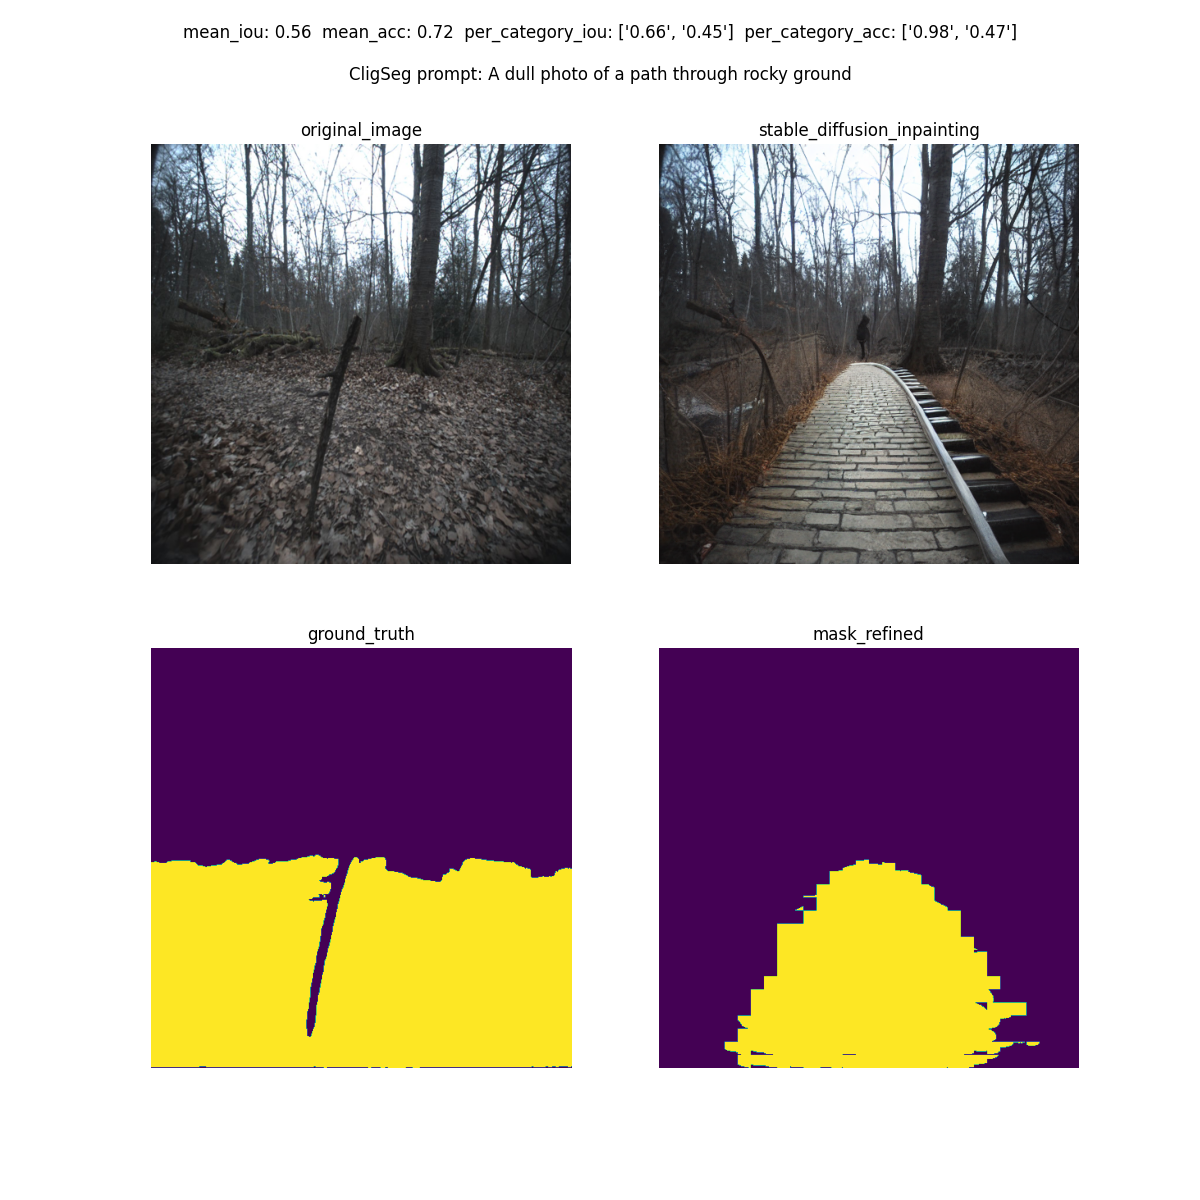 mean_iou: 0.56  mean_acc: 0.72  per_category_iou: ['0.66', '0.45']  per_category_acc: ['0.98', '0.47']
CligSeg prompt: A dull photo of a path through rocky ground
original_image
stable_diffusion_inpainting
ground_truth
mask_refined